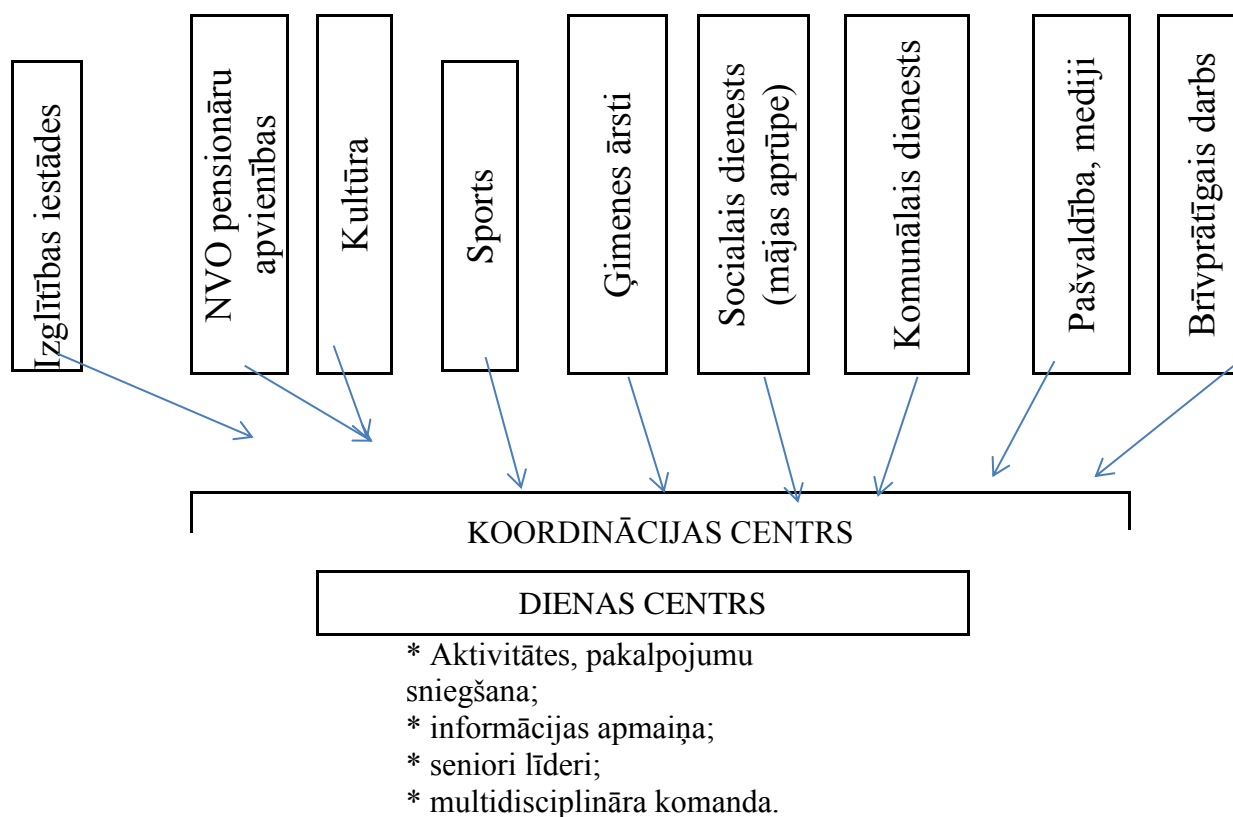 Izglītības iestādes
NVO pensionāru
apvienības
Kultūra
Sports
Ģimenes ārsti
Sociālais dienests
(mājas aprūpe)
Komunālais dienests
Pašvaldība, mediji
Brīvprātīgais darbs
KOORDINĀCIJAS CENTRS
DIENAS CENTRS
* Aktivitātes, pakalpojumu
sniegšana;
* informācijas apmaiņa;
* seniori līderi;
* multidisciplināra komanda.